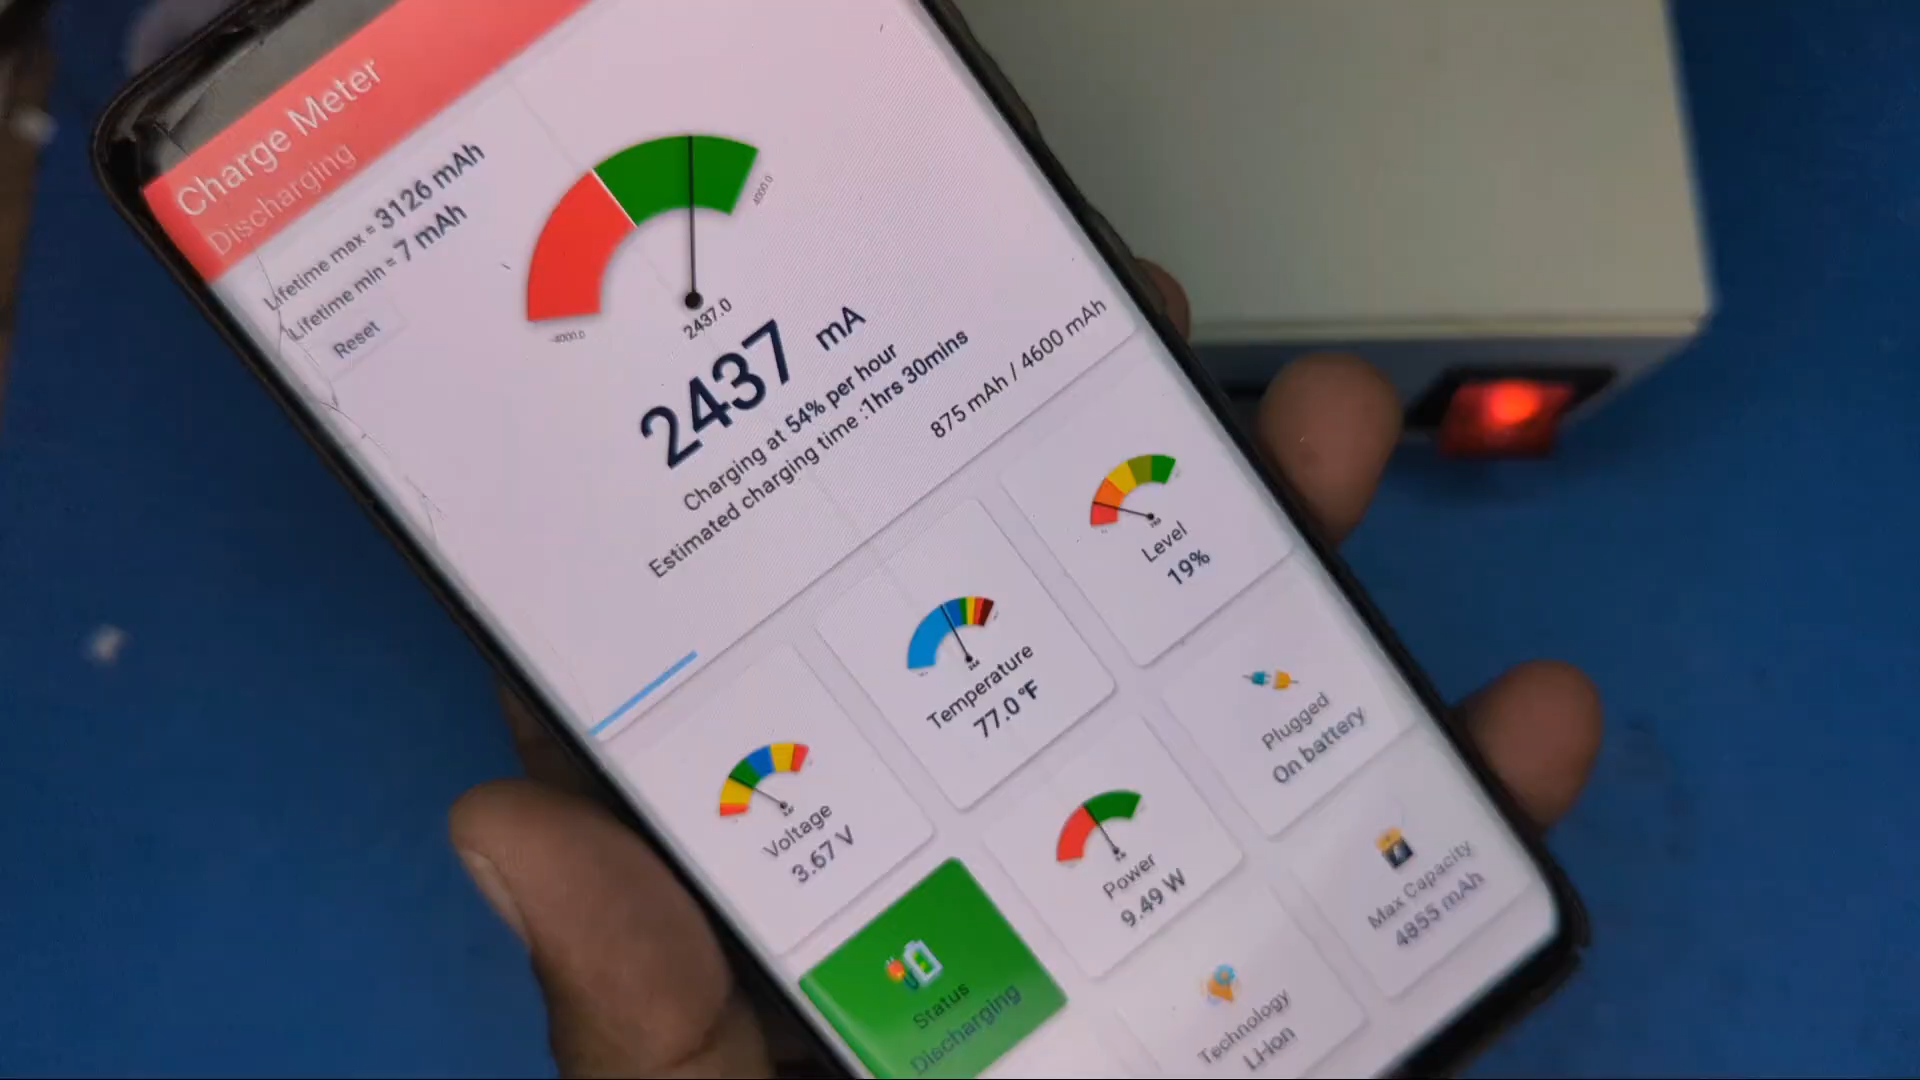 Charge Meter
Discharging
Lifetime max = 3126 mAh
Lifetime min = 7 mAh
Reset
-4000.0
4000.0
2437.0
2437 mA
Charging at 54% per hour
Estimated charging time :1hrs 30mins
875 mAh / 4600 mAh
Level
19%
Temperature
77.0 °F
Voltage
3.67 V
Plugged
On battery
Power
9.49 W
Max Capacity
4855 mAh
Status
Discharging
Technology
Li-Ion